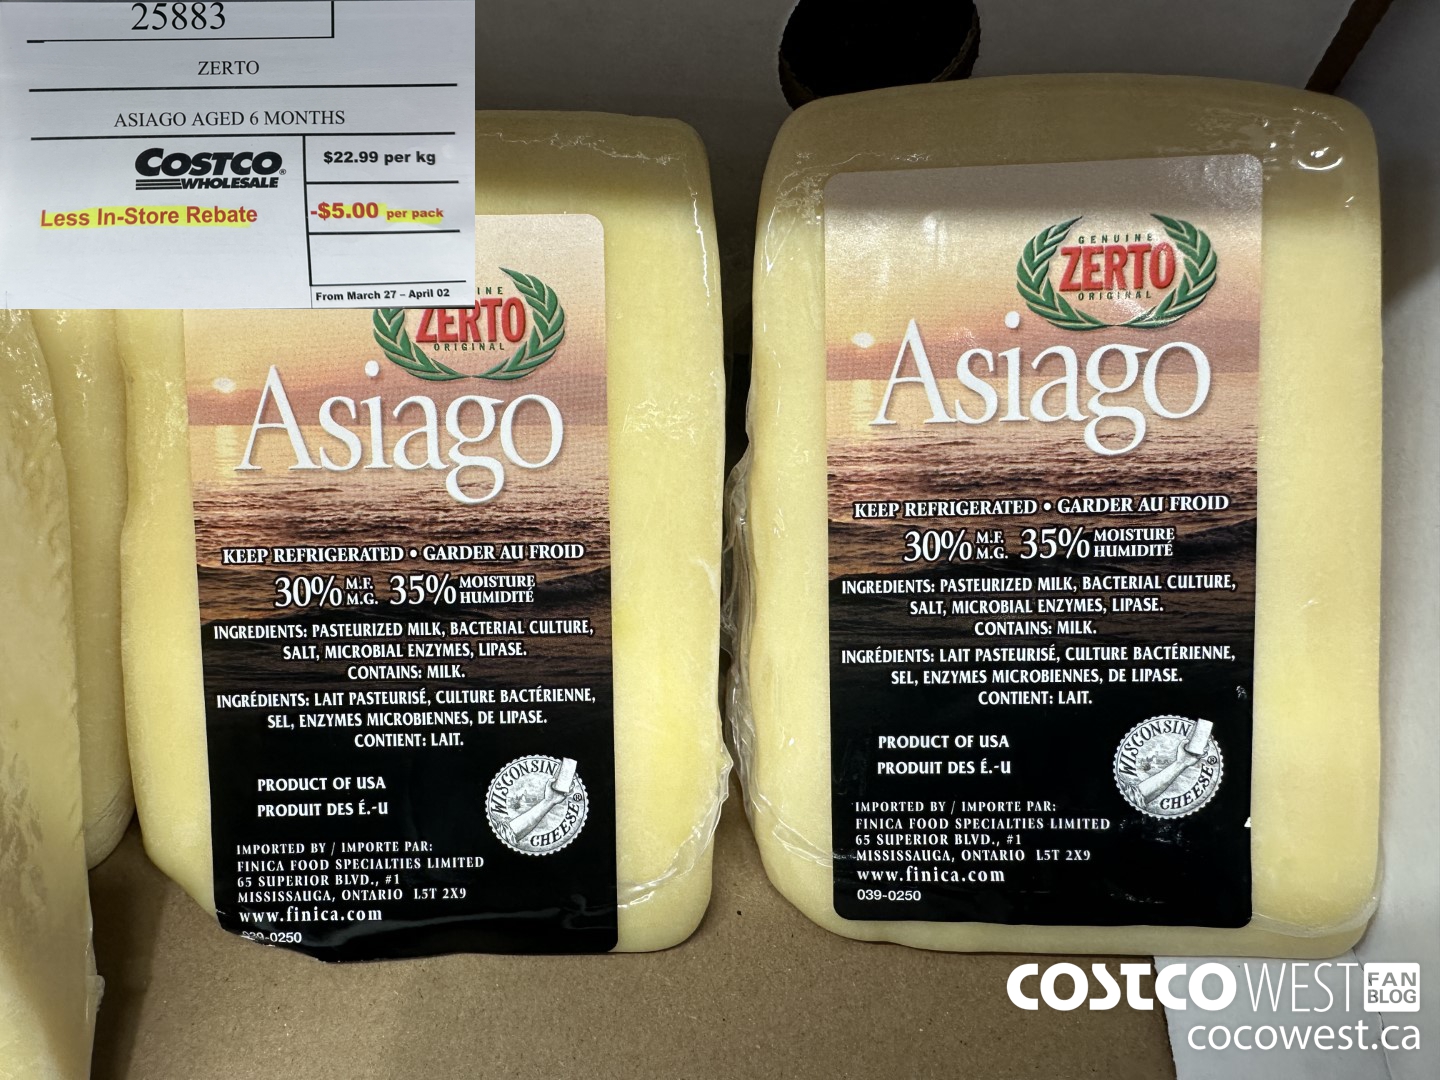 25883
ZERTO
ASIAGO AGED 6 MONTHS
COSTCO
WHOLESALE
$22.99 per kg
Less In-Store Rebate
-$5.00 per pack
From March 27 – April 02
INE
ZERTO
ORIGINAL
Asiago
KEEP REFRIGERATED • GARDER AU FROID
30% M.F. M.G. 35% MOISTURE HUMIDITÉ
INGREDIENTS: PASTEURIZED MILK, BACTERIAL CULTURE,
SALT, MICROBIAL ENZYMES, LIPASE.
CONTAINS: MILK.
INGRÉDIENTS: LAIT PASTEURISÉ, CULTURE BACTÉRIENNE,
SEL, ENZYMES MICROBIENNES, DE LIPASE.
CONTIENT: LAIT.
PRODUCT OF USA
PRODUIT DES É.-U
WISCONSIN
CHEESE®
IMPORTED BY / IMPORTE PAR:
FINICA FOOD SPECIALTIES LIMITED
65 SUPERIOR BLVD., #1
MISSISSAUGA, ONTARIO L5T 2X9
www.finica.com
039-0250
GENUINE
ZERTO
ORIGINAL
Asiago
KEEP REFRIGERATED • GARDER AU FROID
30% M.F. M.G. 35% MOISTURE HUMIDITÉ
INGREDIENTS: PASTEURIZED MILK, BACTERIAL CULTURE,
SALT, MICROBIAL ENZYMES, LIPASE.
CONTAINS: MILK.
INGRÉDIENTS: LAIT PASTEURISÉ, CULTURE BACTÉRIENNE,
SEL, ENZYMES MICROBIENNES, DE LIPASE.
CONTIENT: LAIT.
PRODUCT OF USA
PRODUIT DES É.-U
WISCONSIN
CHEESE®
IMPORTED BY / IMPORTE PAR:
FINICA FOOD SPECIALTIES LIMITED
65 SUPERIOR BLVD., #1
MISSISSAUGA, ONTARIO L5T 2X9
www.finica.com
039-0250
COSTCO WEST FAN BLOG
cocowest.ca